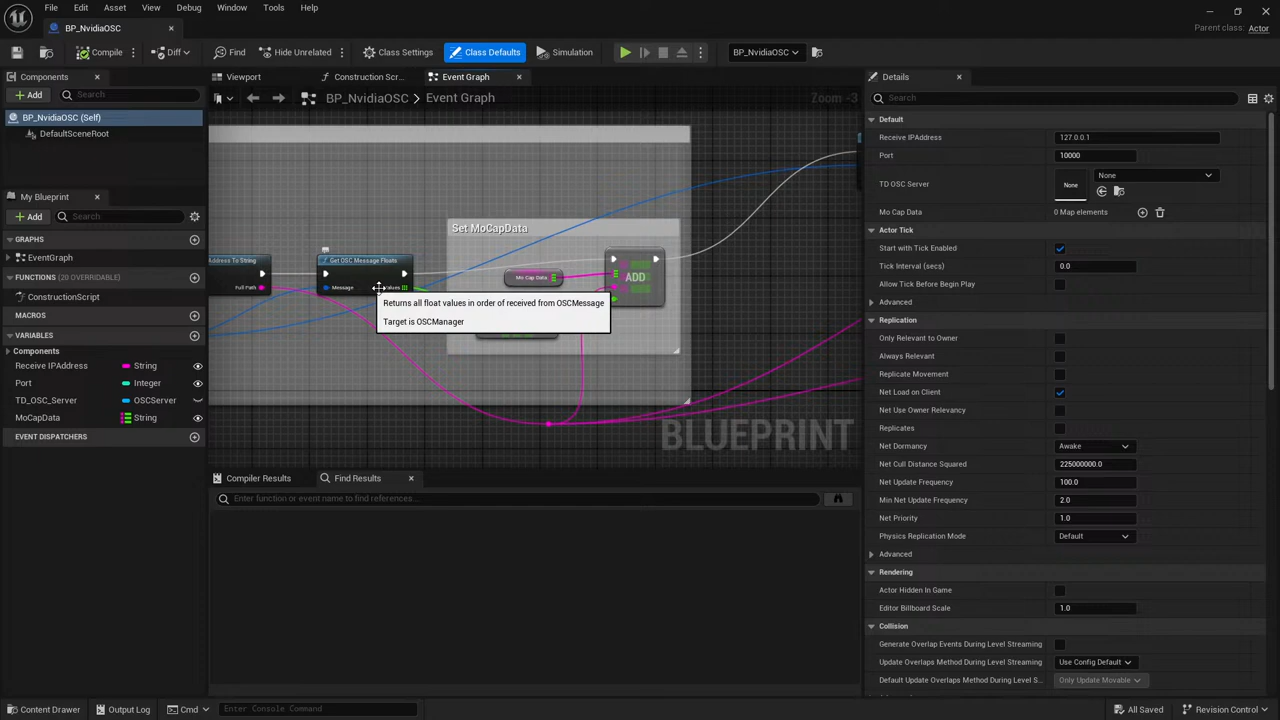 File Edit Asset View Debug Window Tools Help
BP_NvidiaOSC
Parent class: Actor
Compile Diff Find Hide Unrelated Class Settings Class Defaults Simulation BP_NvidiaOSC
Components
Viewport Construction Scr... Event Graph
Details
Add Search
BP_NvidiaOSC > Event Graph
Zoom -3
Search
BP_NvidiaOSC (Self)
DefaultSceneRoot
My Blueprint
Add Search
GRAPHS
EventGraph
FUNCTIONS (20 OVERRIDABLE)
ConstructionScript
MACROS
VARIABLES
Components
Receive IPAddress String
Port Integer
TD_OSC_Server OSCServer
MoCapData String
EVENT DISPATCHERS
Set MoCapData
Address To String
Full Path
Get OSC Message Floats
Message
Mo Cap Data
ADD
Returns all float values in order of received from OSCMessage
Target is OSCManager
BLUEPRINT
Compiler Results Find Results
Enter function or event name to find references...
Default
Receive IPAddress 127.0.0.1
Port 10000
TD OSC Server None None
Mo Cap Data 0 Map elements
Actor Tick
Start with Tick Enabled
Tick Interval (secs) 0.0
Allow Tick Before Begin Play
Advanced
Replication
Only Relevant to Owner
Always Relevant
Replicate Movement
Net Load on Client
Net Use Owner Relevancy
Replicates
Net Dormancy Awake
Net Cull Distance Squared 225000000.0
Net Update Frequency 100.0
Min Net Update Frequency 2.0
Net Priority 1.0
Physics Replication Mode Default
Advanced
Rendering
Actor Hidden In Game
Editor Billboard Scale 1.0
Collision
Generate Overlap Events During Level Streaming
Update Overlaps Method During Level Streaming Use Config Default
Default Update Overlaps Method During Level S... Only Update Movable
Content Drawer Output Log Cmd Enter Console Command
All Saved Revision Control